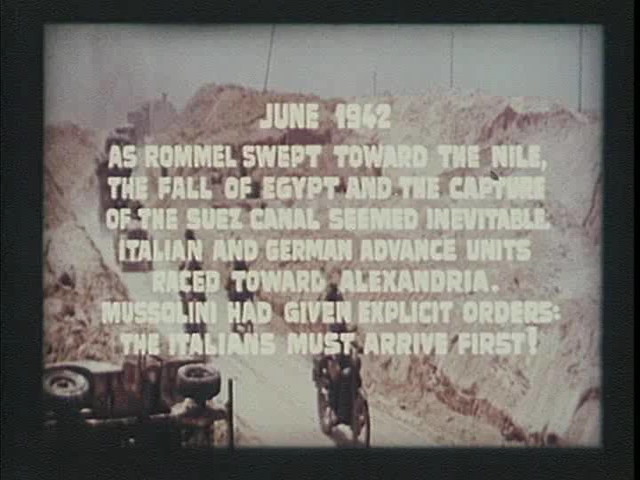 JUNE 1942
AS ROMMEL SWEPT TOWARD THE NILE,
THE FALL OF EGYPT AND THE CAPTURE
OF THE SUEZ CANAL SEEMED INEVITABLE.
ITALIAN AND GERMAN ADVANCE UNITS
RACED TOWARD ALEXANDRIA.
MUSSOLINI HAD GIVEN EXPLICIT ORDERS:
THE ITALIANS MUST ARRIVE FIRST!